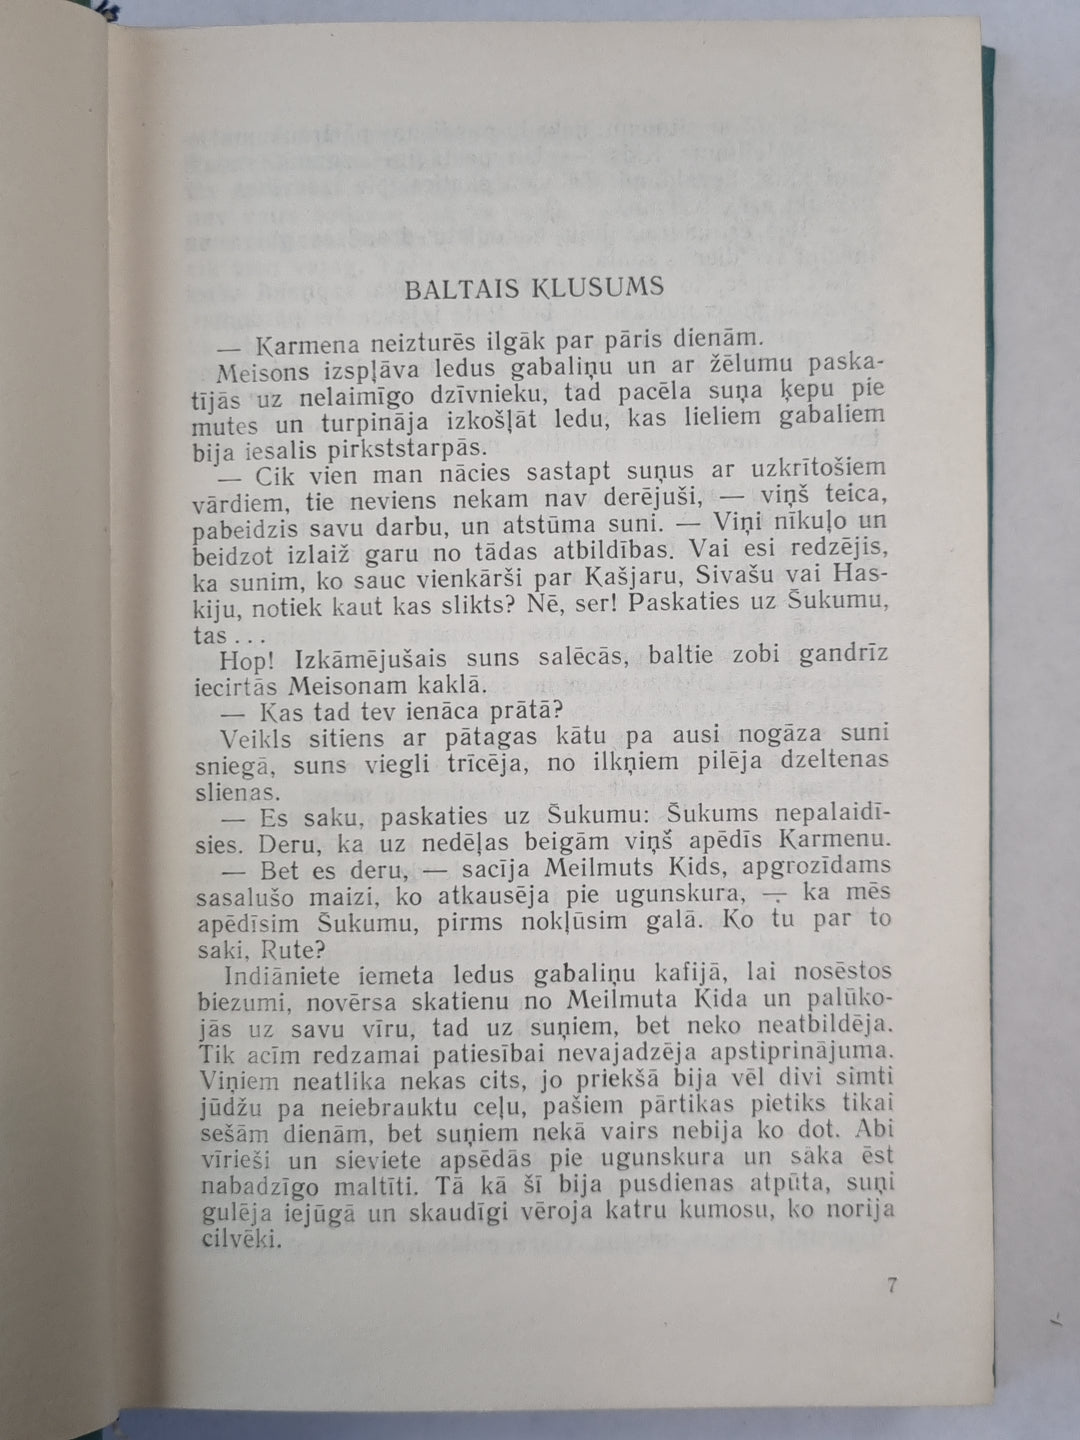 BALTAIS KLUSUMS
— Karmena neizturēs ilgāk par pāris dienām.
Meisons izspļāva ledus gabaliņu un ar žēlumu paska-
tījās uz nelaimīgo dzīvnieku, tad pacēla suņa ķepu pie
mutes un turpināja izkošļāt ledu, kas lieliem gabaliem
bija iesalis pirkststarpās.
— Cik vien man nācies sastapt suņus ar uzkrītošiem
vārdiem, tie neviens nekam nav derējuši, — viņš teica,
pabeidzis savu darbu, un atstūma suni. — Viņi nīkuļo un
beidzot izlaiž garu no tādas atbildības. Vai esi redzējis,
ka sunim, ko sauc vienkārši par Kašjaru, Sivašu vai Has-
kiju, notiek kaut kas slikts? Nē, ser! Paskaties uz Šukumu,
tas ...
Hop! Izkāmējušais suns salēcās, baltie zobi gandrīz
iecirtās Meisonam kaklā.
— Kas tad tev ienāca prātā?
Veikls sitiens ar pātagas kātu pa ausi nogāza suni
sniegā, suns viegli trīcēja, no ilkņiem pilēja dzeltenas
slienas.
— Es saku, paskaties uz Šukumu: Šukums nepalaidī-
sies. Deru, ka uz nedēļas beigām viņš apēdīs Karmenu.
— Bet es deru, — sacīja Meilmuts Kids, apgrozīdams
sasalušo maizi, ko atkausēja pie ugunskura, — ka mēs
apēdīsim Šukumu, pirms nokļūsim galā. Ko tu par to
saki, Rute?
Indiāniete iemeta ledus gabaliņu kafijā, lai nosēstos
biezumi, novērsa skatienu no Meilmuta Kida un palūko-
jās uz savu vīru, tad uz suņiem, bet neko neatbildēja.
Tik acīm redzamai patiesībai nevajadzēja apstiprinājuma.
Viņiem neatlika nekas cits, jo priekšā bija vēl divi simti
jūdžu pa neiebrauktu ceļu, pašiem pārtikas pietiks tikai
sešām dienām, bet suņiem nekā vairs nebija ko dot. Abi
vīrieši un sieviete apsēdās pie ugunskura un sāka ēst
nabadzīgo maltīti. Tā kā šī bija pusdienas atpūta, suņi
gulēja iejūgā un skaudīgi vēroja katru kumosu, ko norija
cilvēki.
7